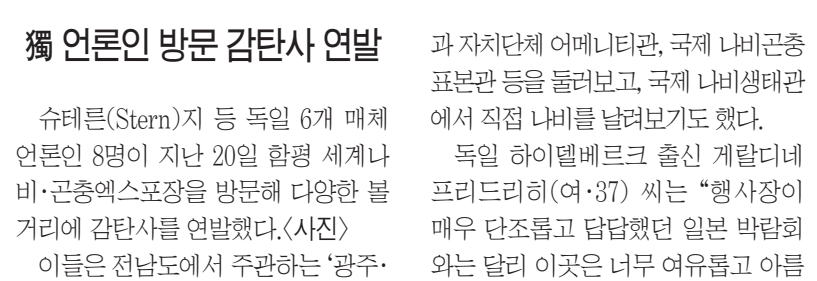 獨 언론인 방문 감탄사 연발
슈테른(Stern)지 등 독일 6개 매체
언론인 8명이 지난 20일 함평 세계나
비·곤충엑스포장을 방문해 다양한 볼
거리에 감탄사를 연발했다.〈사진〉
이들은 전남도에서 주관하는 ‘광주·
과 자치단체 어메니티관, 국제 나비곤충
표본관 등을 둘러보고, 국제 나비생태관
에서 직접 나비를 날려보기도 했다.
독일 하이델베르크 출신 게랄디네
프리드리히(여·37) 씨는 “행사장이
매우 단조롭고 답답했던 일본 박람회
와는 달리 이곳은 너무 여유롭고 아름